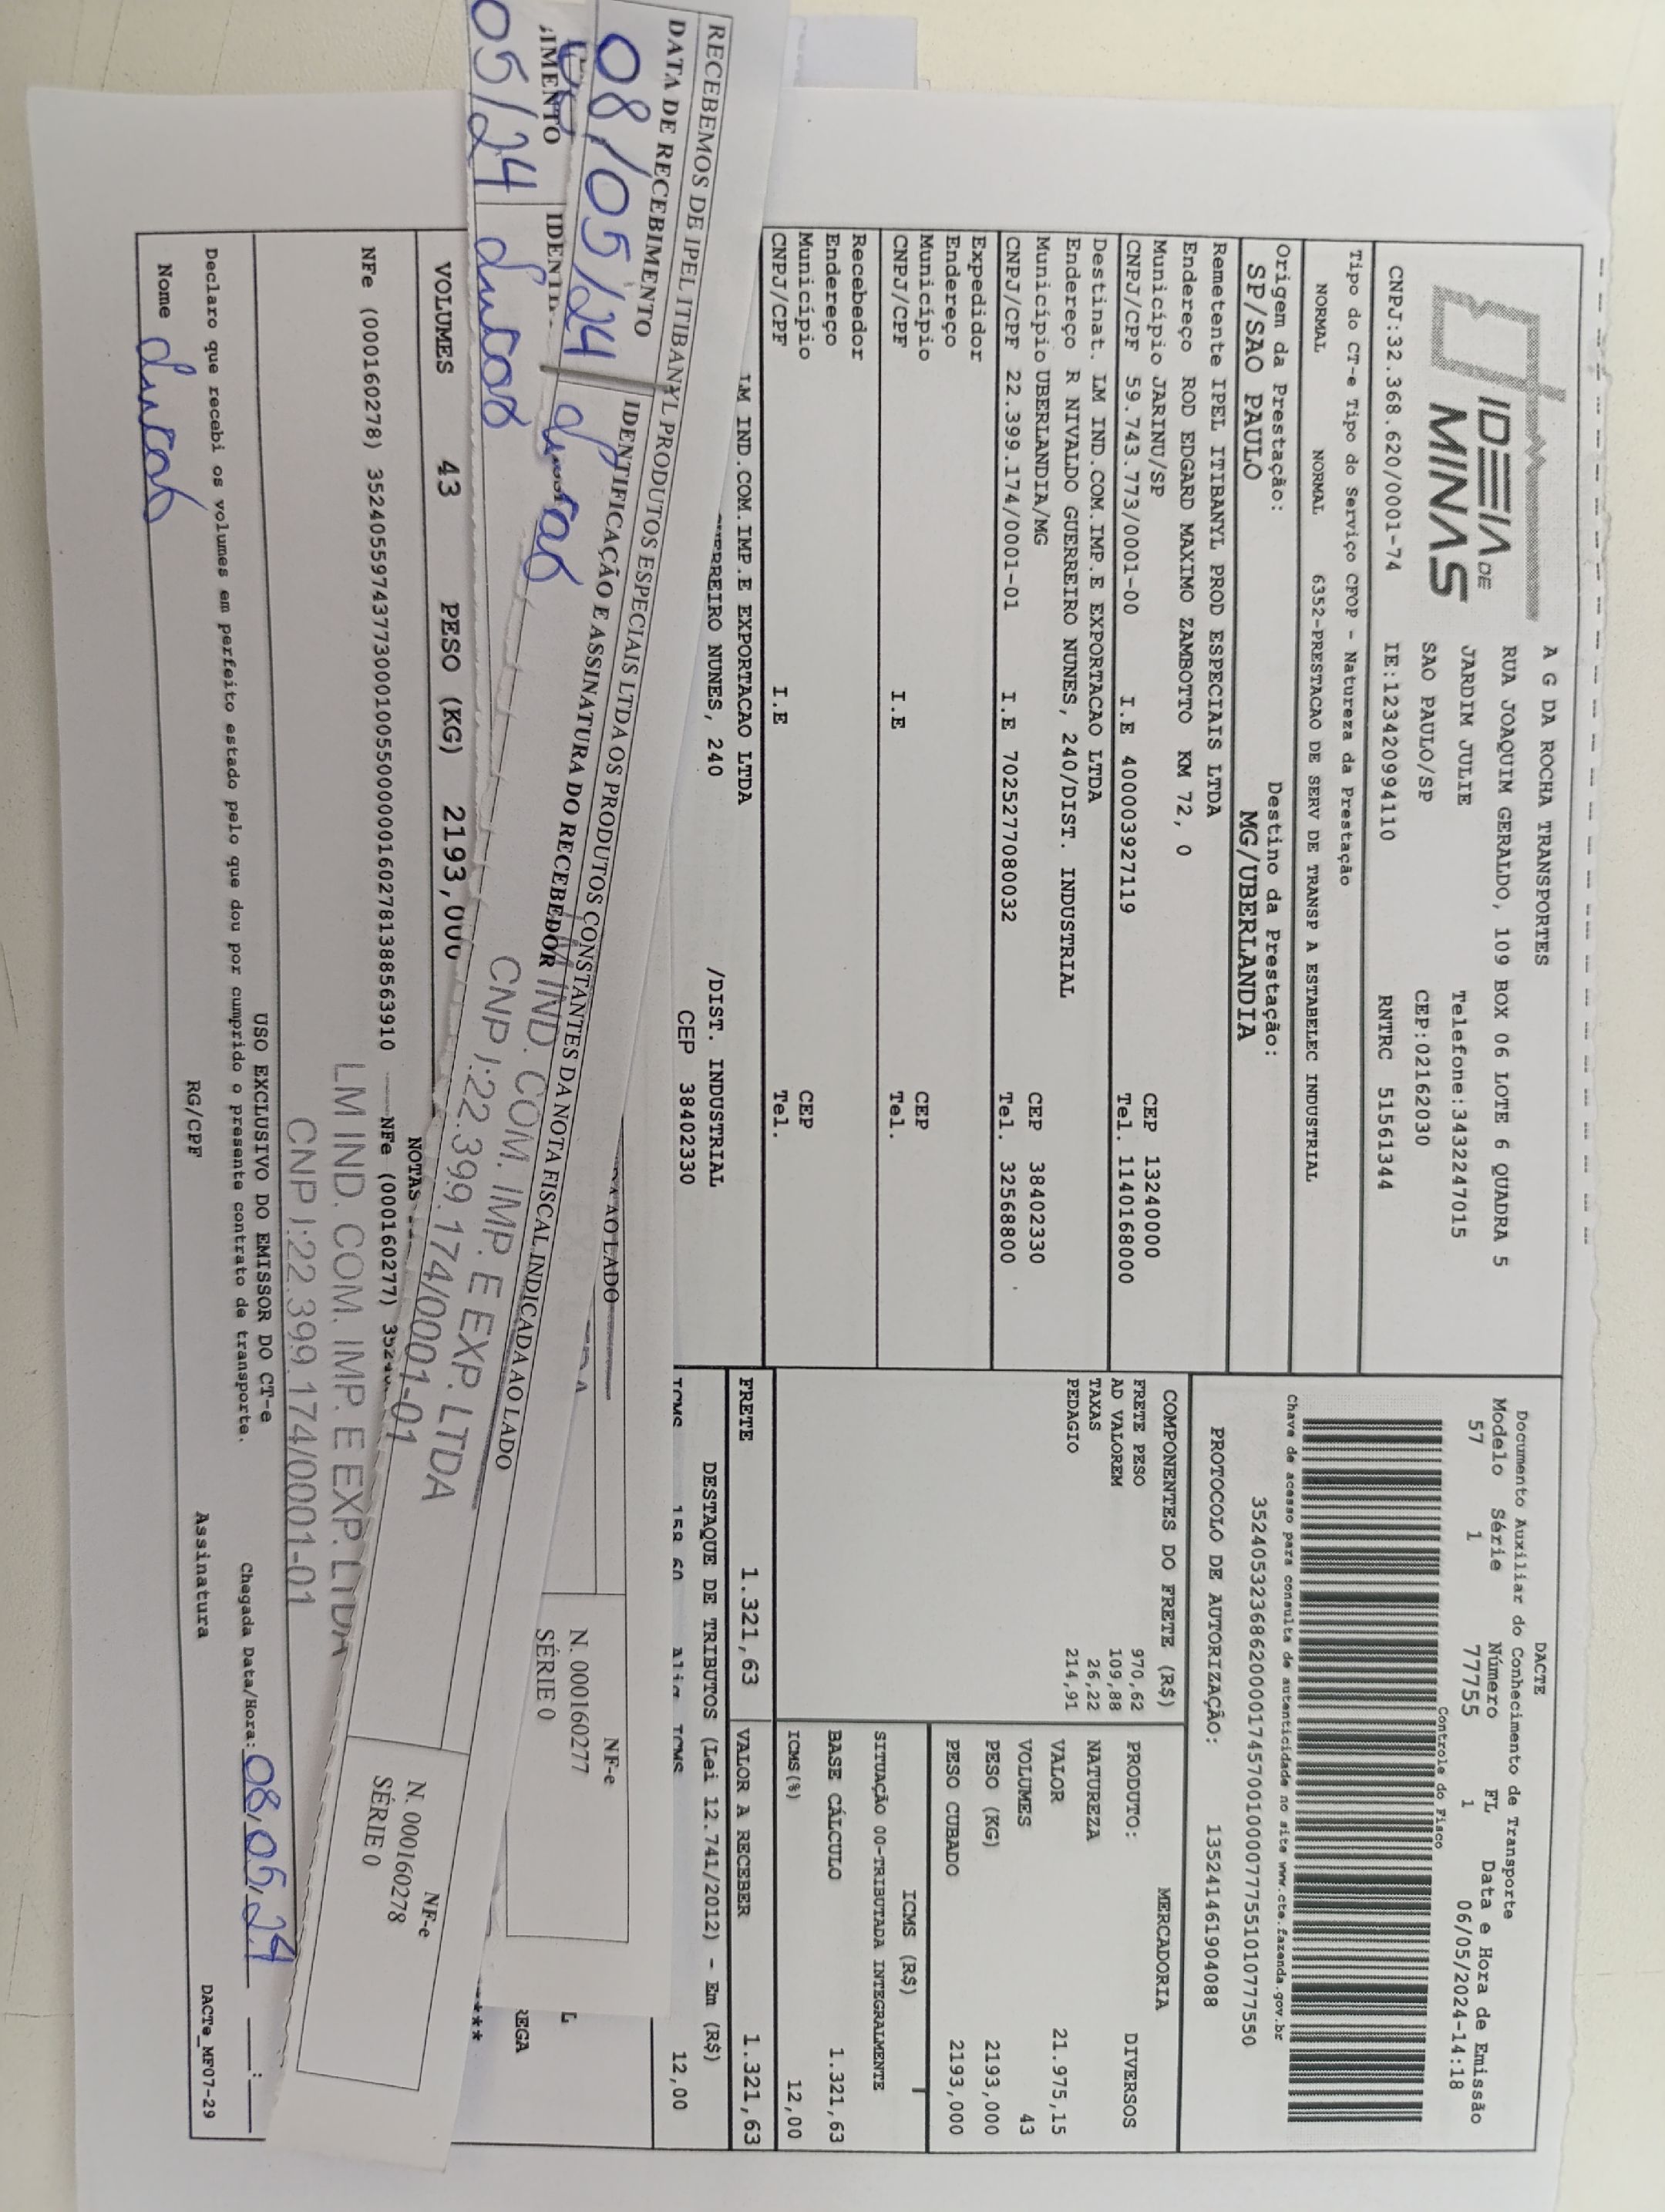 IDEIA DE
MINAS
A G DA ROCHA TRANSPORTES
RUA JOAQUIM GERALDO, 109 BOX 06 LOTE 6 QUADRA 5
JARDIM JULIE
Telefone:3432247015
SAO PAULO/SP
CEP:02162030
CNPJ:32.368.620/0001-74
IE:123420994110
RNTRC 51561344
DACTE
Documento Auxiliar do Conhecimento de Transporte
Modelo Série Número FL Data e Hora de Emissão
57 1 77755 1 06/05/2024-14:18
Controle do Fisco
Chave de acesso para consulta de autenticidade no site www.cte.fazenda.gov.br
35240532368620000174570010000777551010777550
PROTOCOLO DE AUTORIZAÇÃO: 135241461904088
Tipo do CT-e Tipo do Serviço CFOP - Natureza da Prestação
NORMAL NORMAL 6352-PRESTACAO DE SERV DE TRANSP A ESTABELEC INDUSTRIAL
Origem da Prestação: Destino da Prestação:
SP/SAO PAULO MG/UBERLANDIA
Remetente IPEL ITIBANYL PROD ESPECIAIS LTDA
Endereço ROD EDGARD MAXIMO ZAMBOTTO KM 72, 0
Município JARINU/SP CEP 13240000
CNPJ/CPF 59.743.773/0001-00 I.E 400003927119 Tel. 1140168000
Destinat. LM IND.COM.IMP.E EXPORTACAO LTDA
Endereço R NIVALDO GUERREIRO NUNES, 240/DIST. INDUSTRIAL
Município UBERLANDIA/MG CEP 38402330
CNPJ/CPF 22.399.174/0001-01 I.E 7025277080032 Tel. 32568800
Expedidor
Endereço
Município CEP
CNPJ/CPF I.E Tel.
Recebedor
Endereço
Município CEP
CNPJ/CPF I.E Tel.
COMPONENTES DO FRETE (R$)
FRETE PESO 970,62
AD VALOREM 109,88
TAXAS 26,22
PEDAGIO 214,91
MERCADORIA
PRODUTO: DIVERSOS
NATUREZA
VALOR 21.975,15
VOLUMES 43
PESO (KG) 2193,000
PESO CUBADO 2193,000
ICMS (R$)
SITUAÇÃO 00-TRIBUTADA INTEGRALMENTE
BASE CÁLCULO 1.321,63
ICMS(%) 12,00
LM IND.COM.IMP.E EXPORTACAO LTDA
FRETE 1.321,63 VALOR A RECEBER 1.321,63
NUNES, 240 /DIST. INDUSTRIAL
CEP 38402330
DESTAQUE DE TRIBUTOS (Lei 12.741/2012) - Em (R$)
ICMS 158,60 aliq ICMS 12,00
RECEBEMOS DE IPEL ITIBANYL PRODUTOS ESPECIAIS LTDA OS PRODUTOS CONSTANTES DA NOTA FISCAL INDICADA AO LADO
DATA DE RECEBIMENTO IDENTIFICAÇÃO E ASSINATURA DO RECEBEDOR
08/05/24 Lucas
LM IND. COM. IMP. E EXP. LTDA
CNPJ:22.399.174/0001-01
AO LADO
NF-e
N. 000160277
SÉRIE 0
05/24 Lucas
NF-e
N. 000160278
SÉRIE 0
VOLUMES 43 PESO (KG) 2193,000
NOTAS
NFe (000160278) 35240559743773000100550000001602781388563910 NFe (000160277)
LM IND. COM. IMP. E EXP. LTDA
CNPJ:22.399.174/0001-01
USO EXCLUSIVO DO EMISSOR DO CT-e
Declaro que recebi os volumes em perfeito estado pelo que dou por cumprido o presente contrato de transporte.
Chegada Data/Hora: 08/05/24 __:__
Nome Lucas RG/CPF Assinatura
DACTe_MF07-29